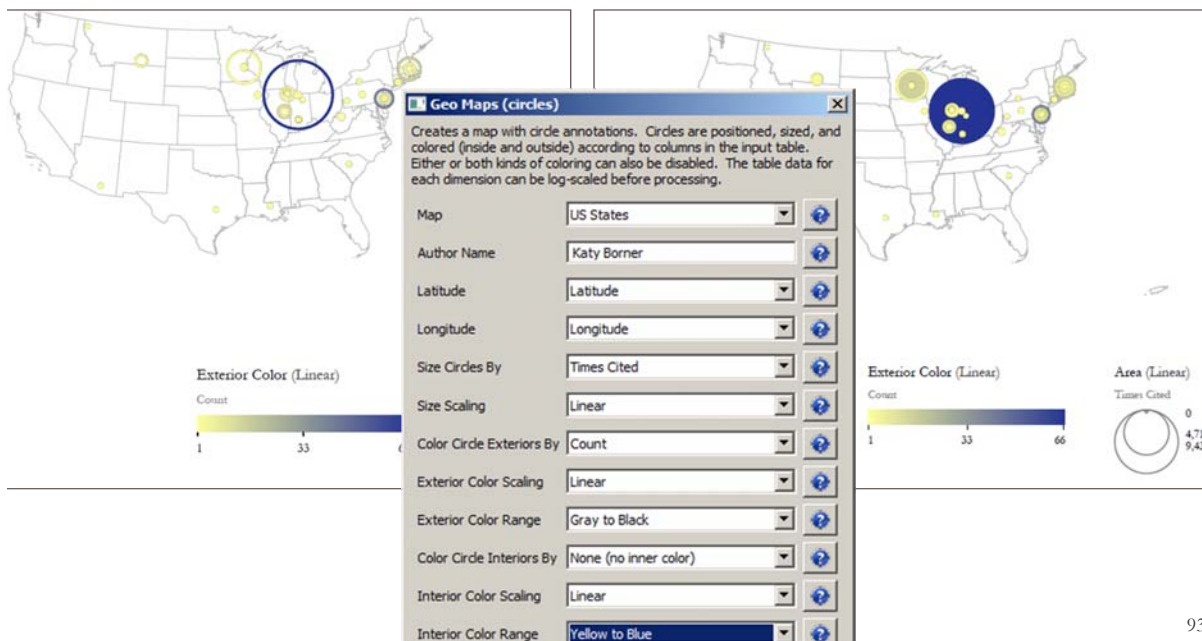 Geo Maps (circles)
Creates a map with circle annotations. Circles are positioned, sized, and
colored (inside and outside) according to columns in the input table.
Either or both kinds of coloring can also be disabled. The table data for
each dimension can be log-scaled before processing.
Map US States
Author Name Katy Borner
Latitude Latitude
Longitude Longitude
Size Circles By Times Cited
Size Scaling Linear
Color Circle Exteriors By Count
Exterior Color Scaling Linear
Exterior Color Range Gray to Black
Color Circle Interiors By None (no inner color)
Interior Color Scaling Linear
Interior Color Range Yellow to Blue
Exterior Color (Linear)
Count
1 33
Exterior Color (Linear)
Count
1 33 66
Area (Linear)
Times Cited
0
93